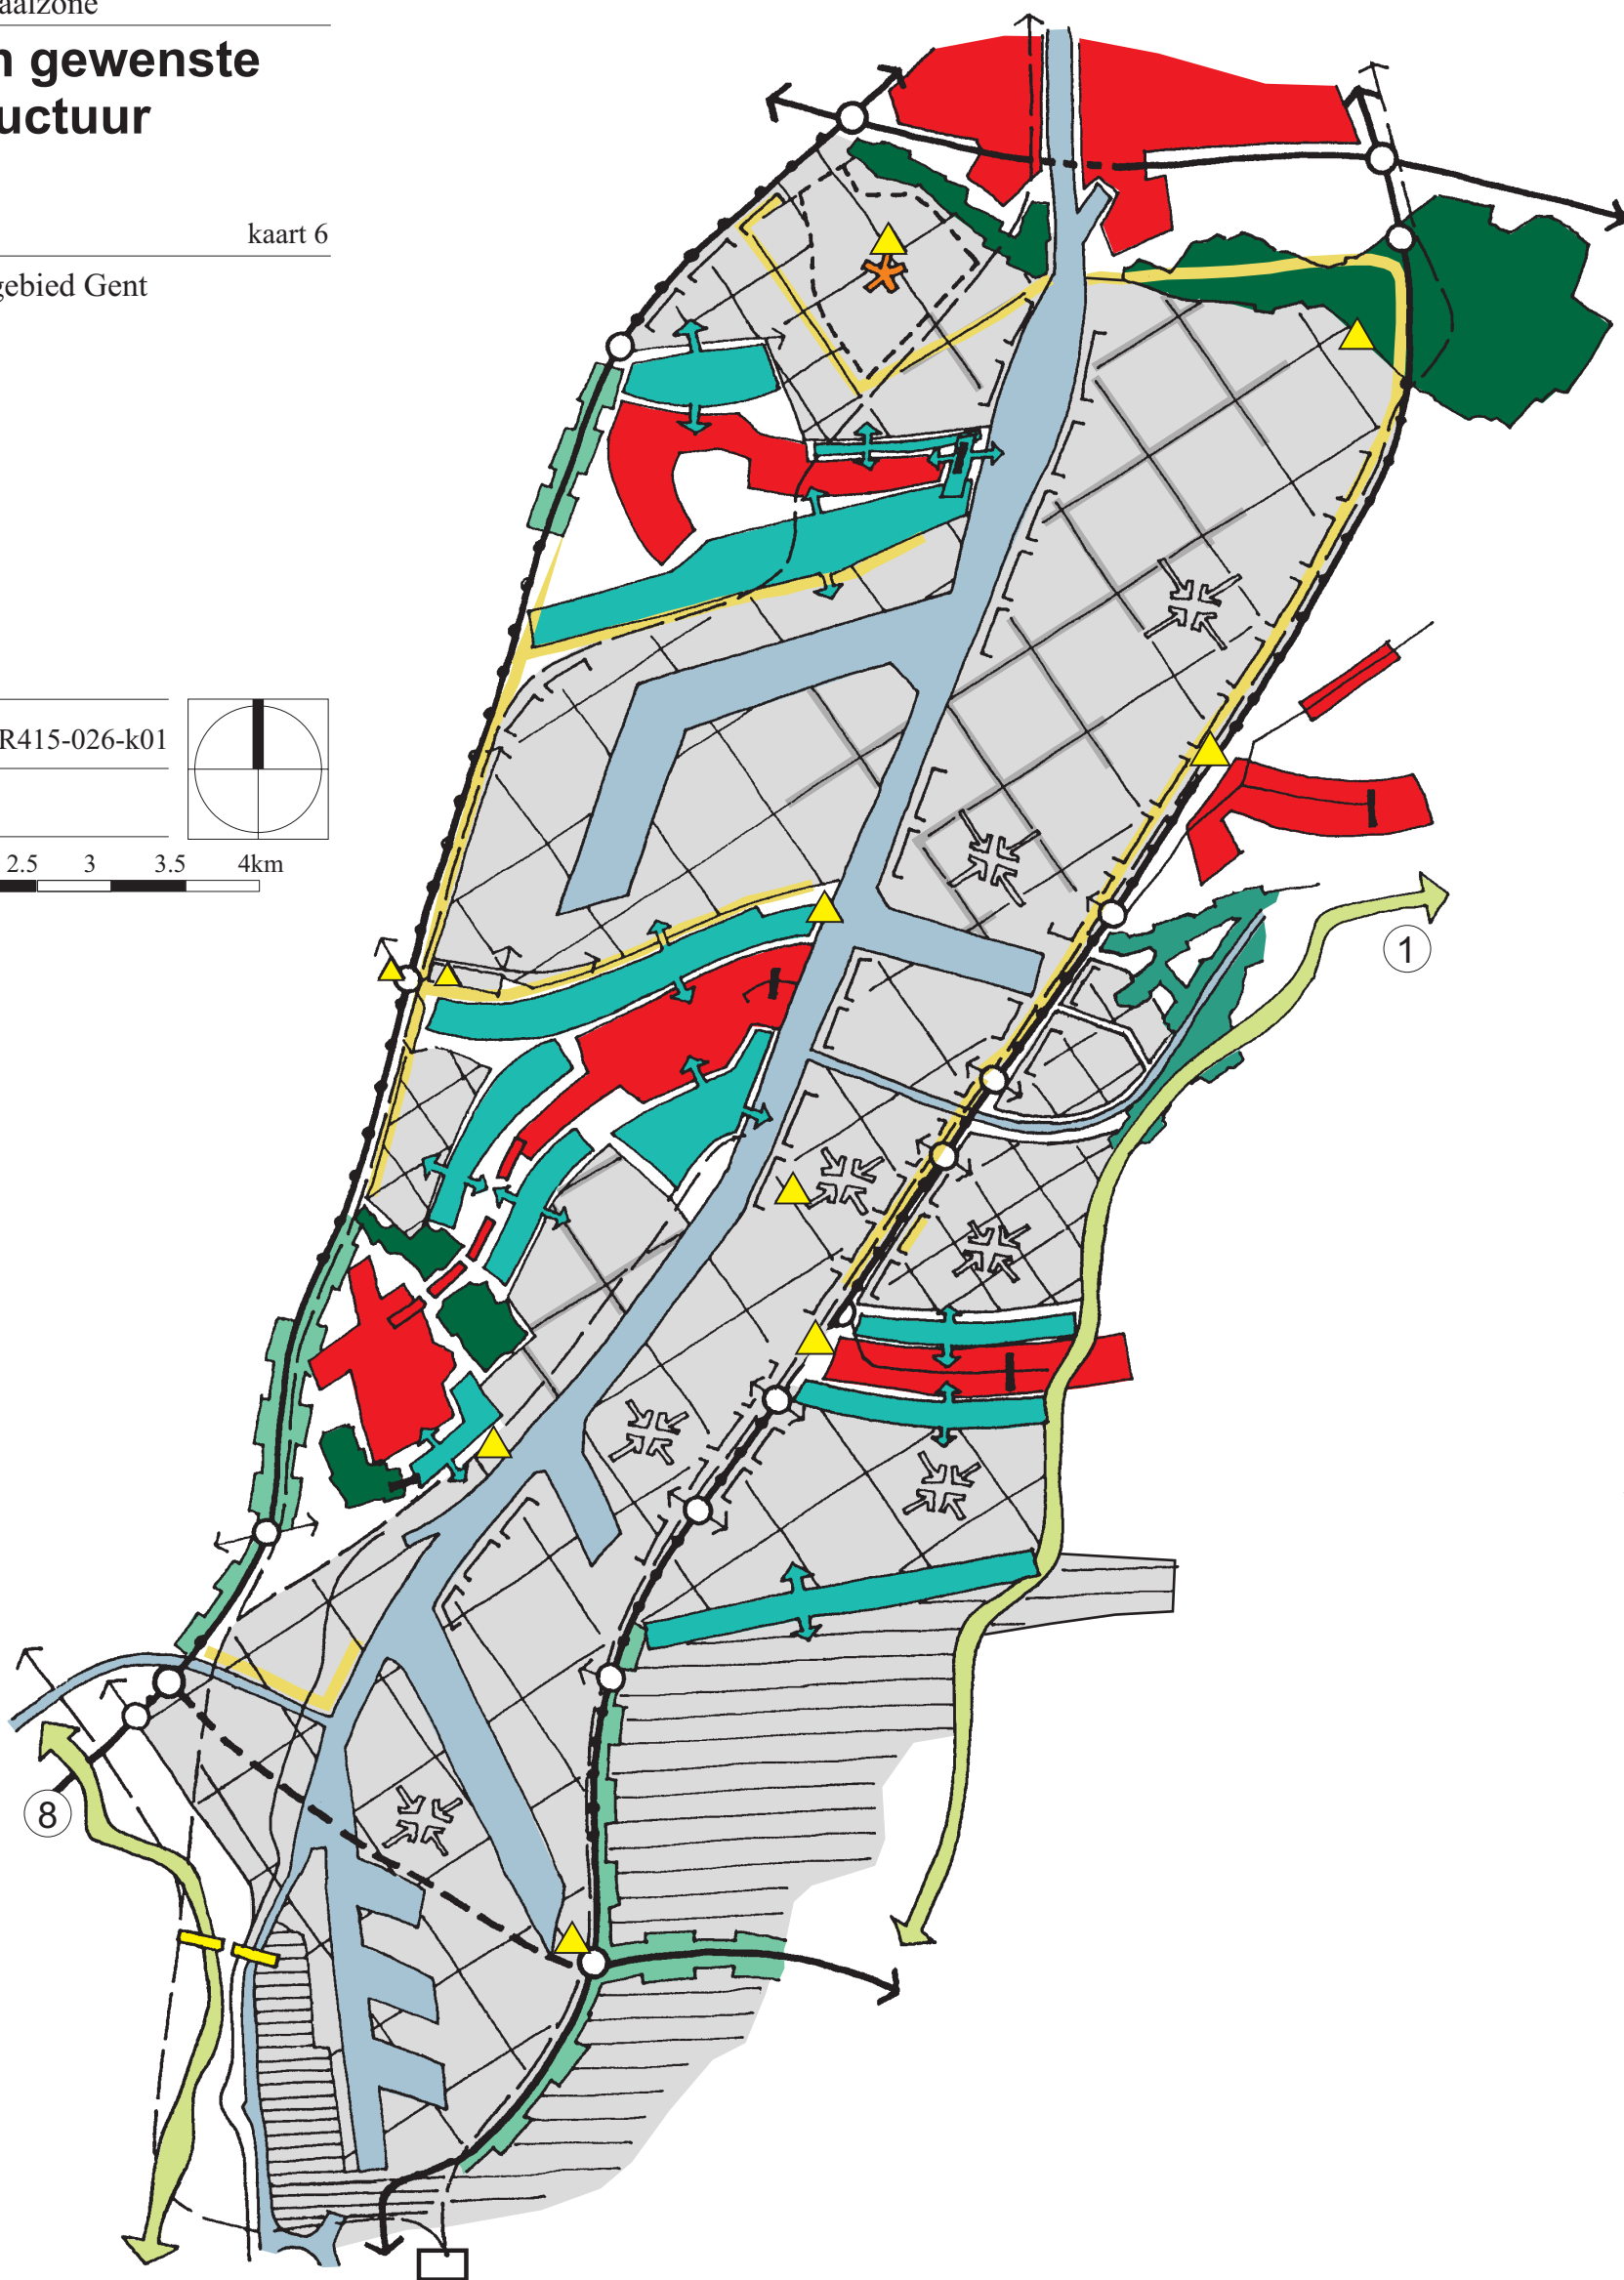 aalzone
n gewenste
uctuur
kaart 6
gebied Gent
R415-026-k01
2.5 3 3.5 4km
1
8